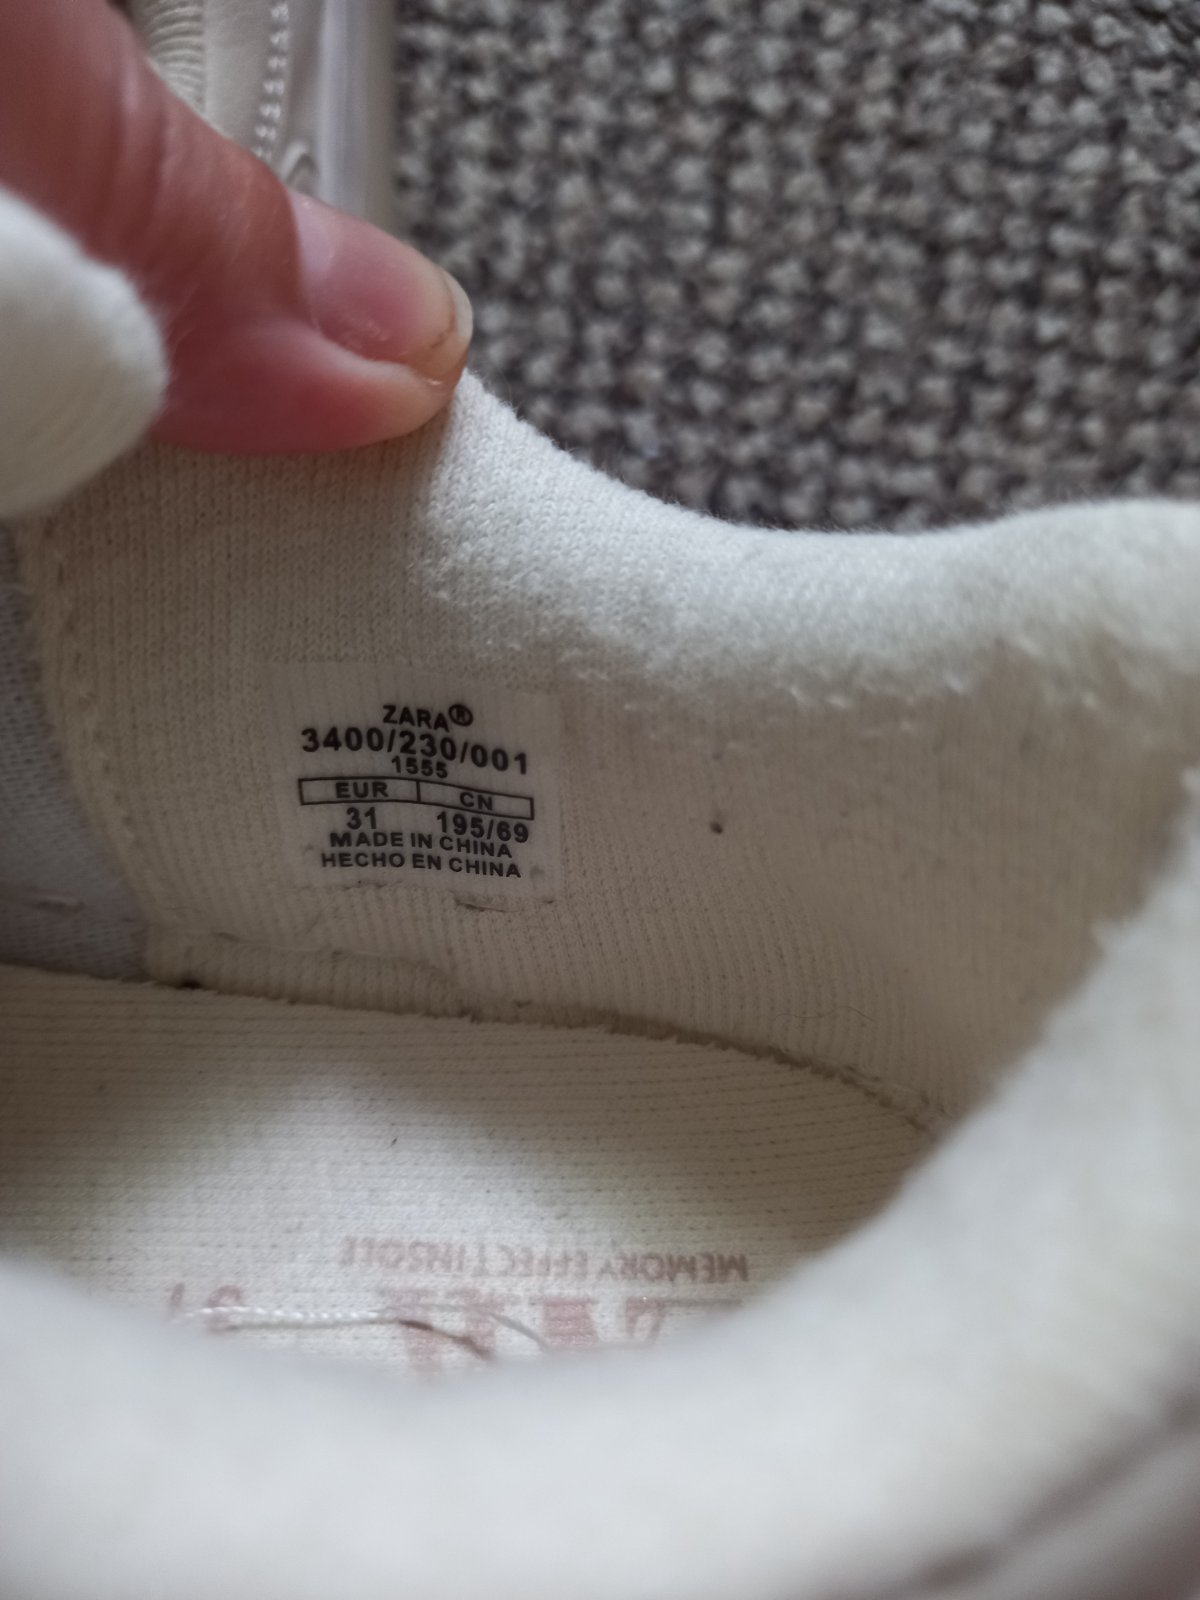 ZARA®
3400/230/001
1555
EUR CN
31 195/69
MADE IN CHINA
HECHO EN CHINA
MEMORY EFFECT INSOLE
31